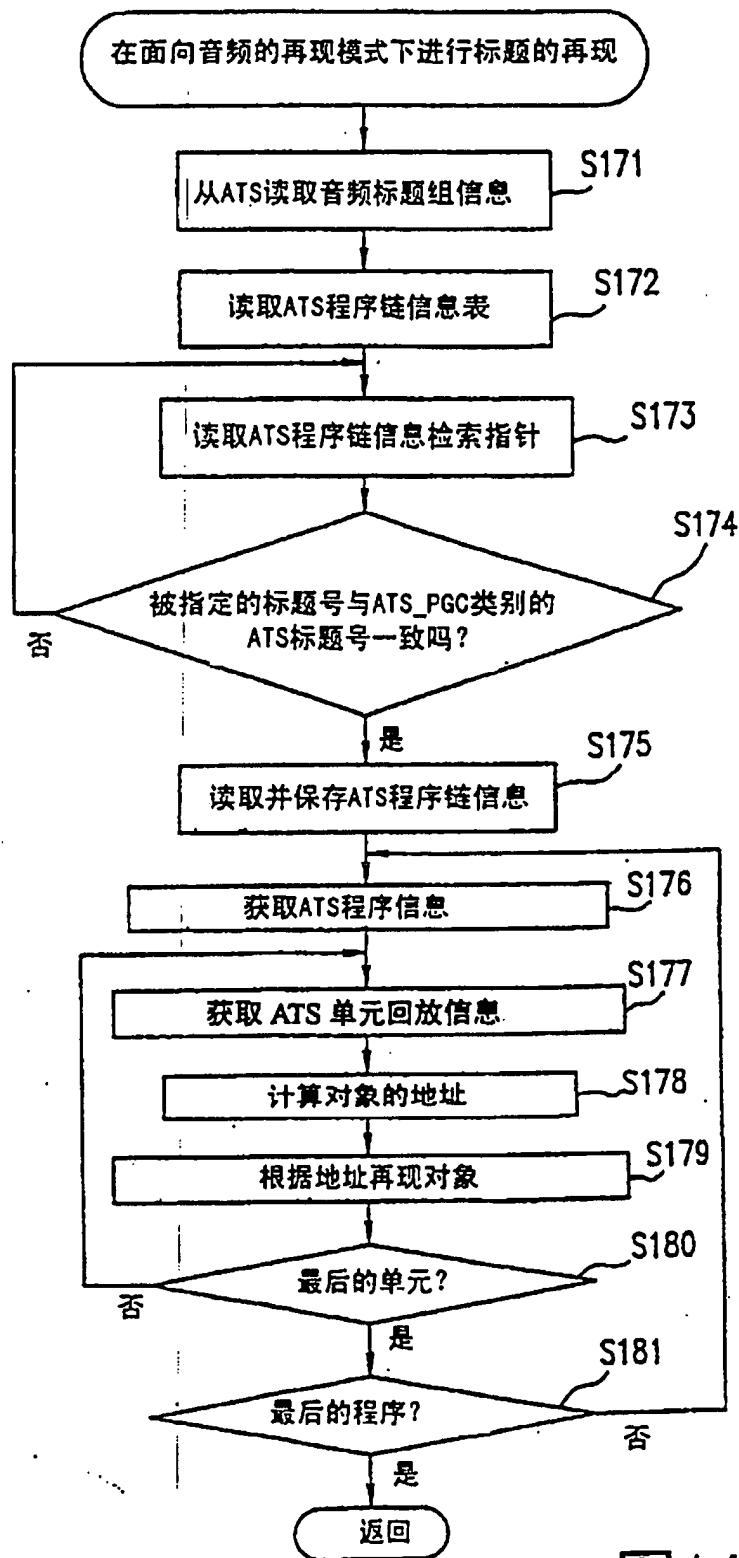 在面向音频的再现模式下进行标题的再现
S171
从ATS读取音频标题组信息
S172
读取ATS程序链信息表
S173
读取ATS程序链信息检索指针
S174
被指定的标题号与ATS_PGC类别的
ATS标题号一致吗?
否
是
S175
读取并保存ATS程序链信息
S176
获取ATS程序信息
S177
获取 ATS 单元回放信息
S178
计算对象的地址
S179
根据地址再现对象
S180
最后的单元?
否
是
S181
最后的程序?
否
是
返回